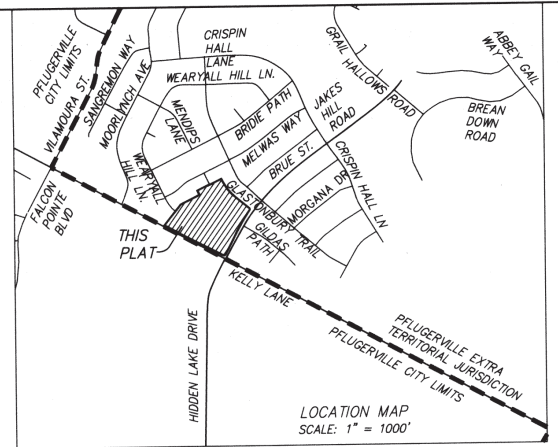 PFLUGERVILLE
CITY LIMITS
VILAMOURA ST.
SANGREMON WAY
MOORLYNCH AVE
CRISPIN
HALL
LANE
WEARYALL HILL LN.
MENDIPS
LANE
WEARYALL
HILL LN.
BRIDIE PATH
MELWAS WAY
BRUE ST.
JAKES
HILL
ROAD
GRAIL HALLOWS ROAD
ABBEY GAIL
WAY
BREAN
DOWN
ROAD
CRISPIN HALL LN
MORGANA DR
GLASTONBURY TRAIL
GILDAS
PATH
FALCON
POINTE
BLVD
THIS
PLAT
KELLY LANE
HIDDEN LAKE DRIVE
PFLUGERVILLE EXTRA
TERRITORIAL JURISDICTION
PFLUGERVILLE CITY LIMITS
LOCATION MAP
SCALE: 1" = 1000'